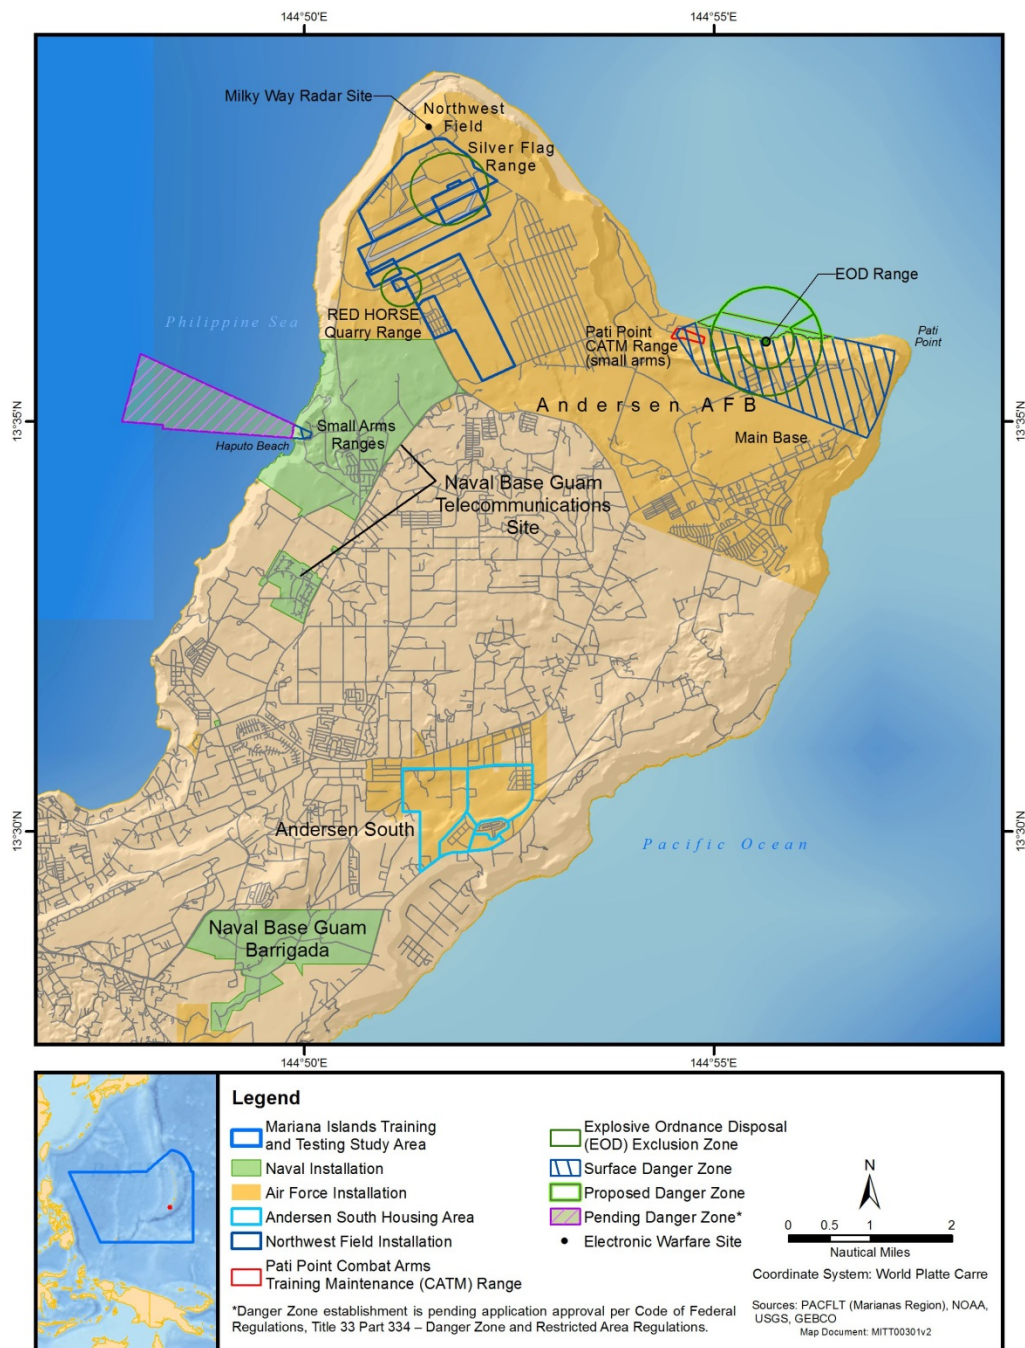 144°50'E
144°55'E
Milky Way Radar Site
Northwest
Field
Silver Flag
Range
EOD Range
RED HORSE
Quarry Range
Philippine Sea
Pati Point
CATM Range
(small arms)
Pati
Point
Andersen AFB
13°35'N
13°35'N
Small Arms
Ranges
Haputo Beach
Main Base
Naval Base Guam
Telecommunications
Site
13°30'N
13°30'N
Andersen South
Pacific Ocean
Naval Base Guam
Barrigada
144°50'E
144°55'E
Legend
Mariana Islands Training
and Testing Study Area
Naval Installation
Air Force Installation
Andersen South Housing Area
Northwest Field Installation
Pati Point Combat Arms
Training Maintenance (CATM) Range
Explosive Ordnance Disposal
(EOD) Exclusion Zone
Surface Danger Zone
Proposed Danger Zone
Pending Danger Zone*
Electronic Warfare Site
N
0 0.5 1 2
Nautical Miles
Coordinate System: World Platte Carre
*Danger Zone establishment is pending application approval per Code of Federal
Regulations, Title 33 Part 334 – Danger Zone and Restricted Area Regulations.
Sources: PACFLT (Marianas Region), NOAA,
USGS, GEBCO
Map Document: MITT00301v2